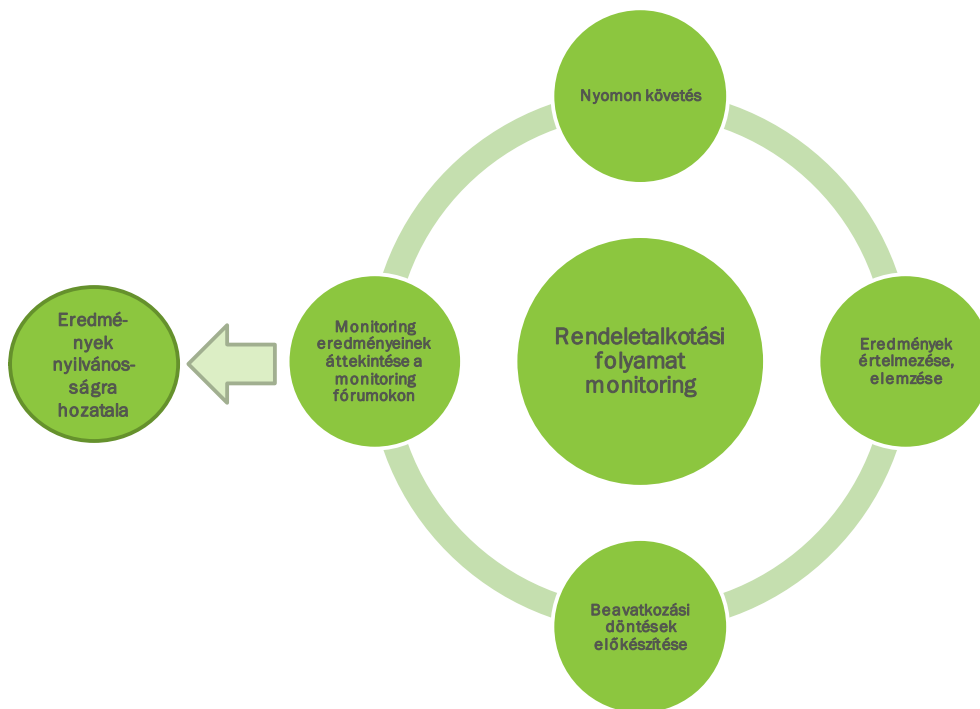 Nyomon követés
Eredmények
értelmezése,
elemzése
Beavatkozási
döntések
előkészítése
Monitoring
eredményeinek
áttekintése a
monitoring
fórumokon
Rendeletalkotási
folyamat
monitoring
Eredmé-
nyek
nyilvános-
ságra
hozatala